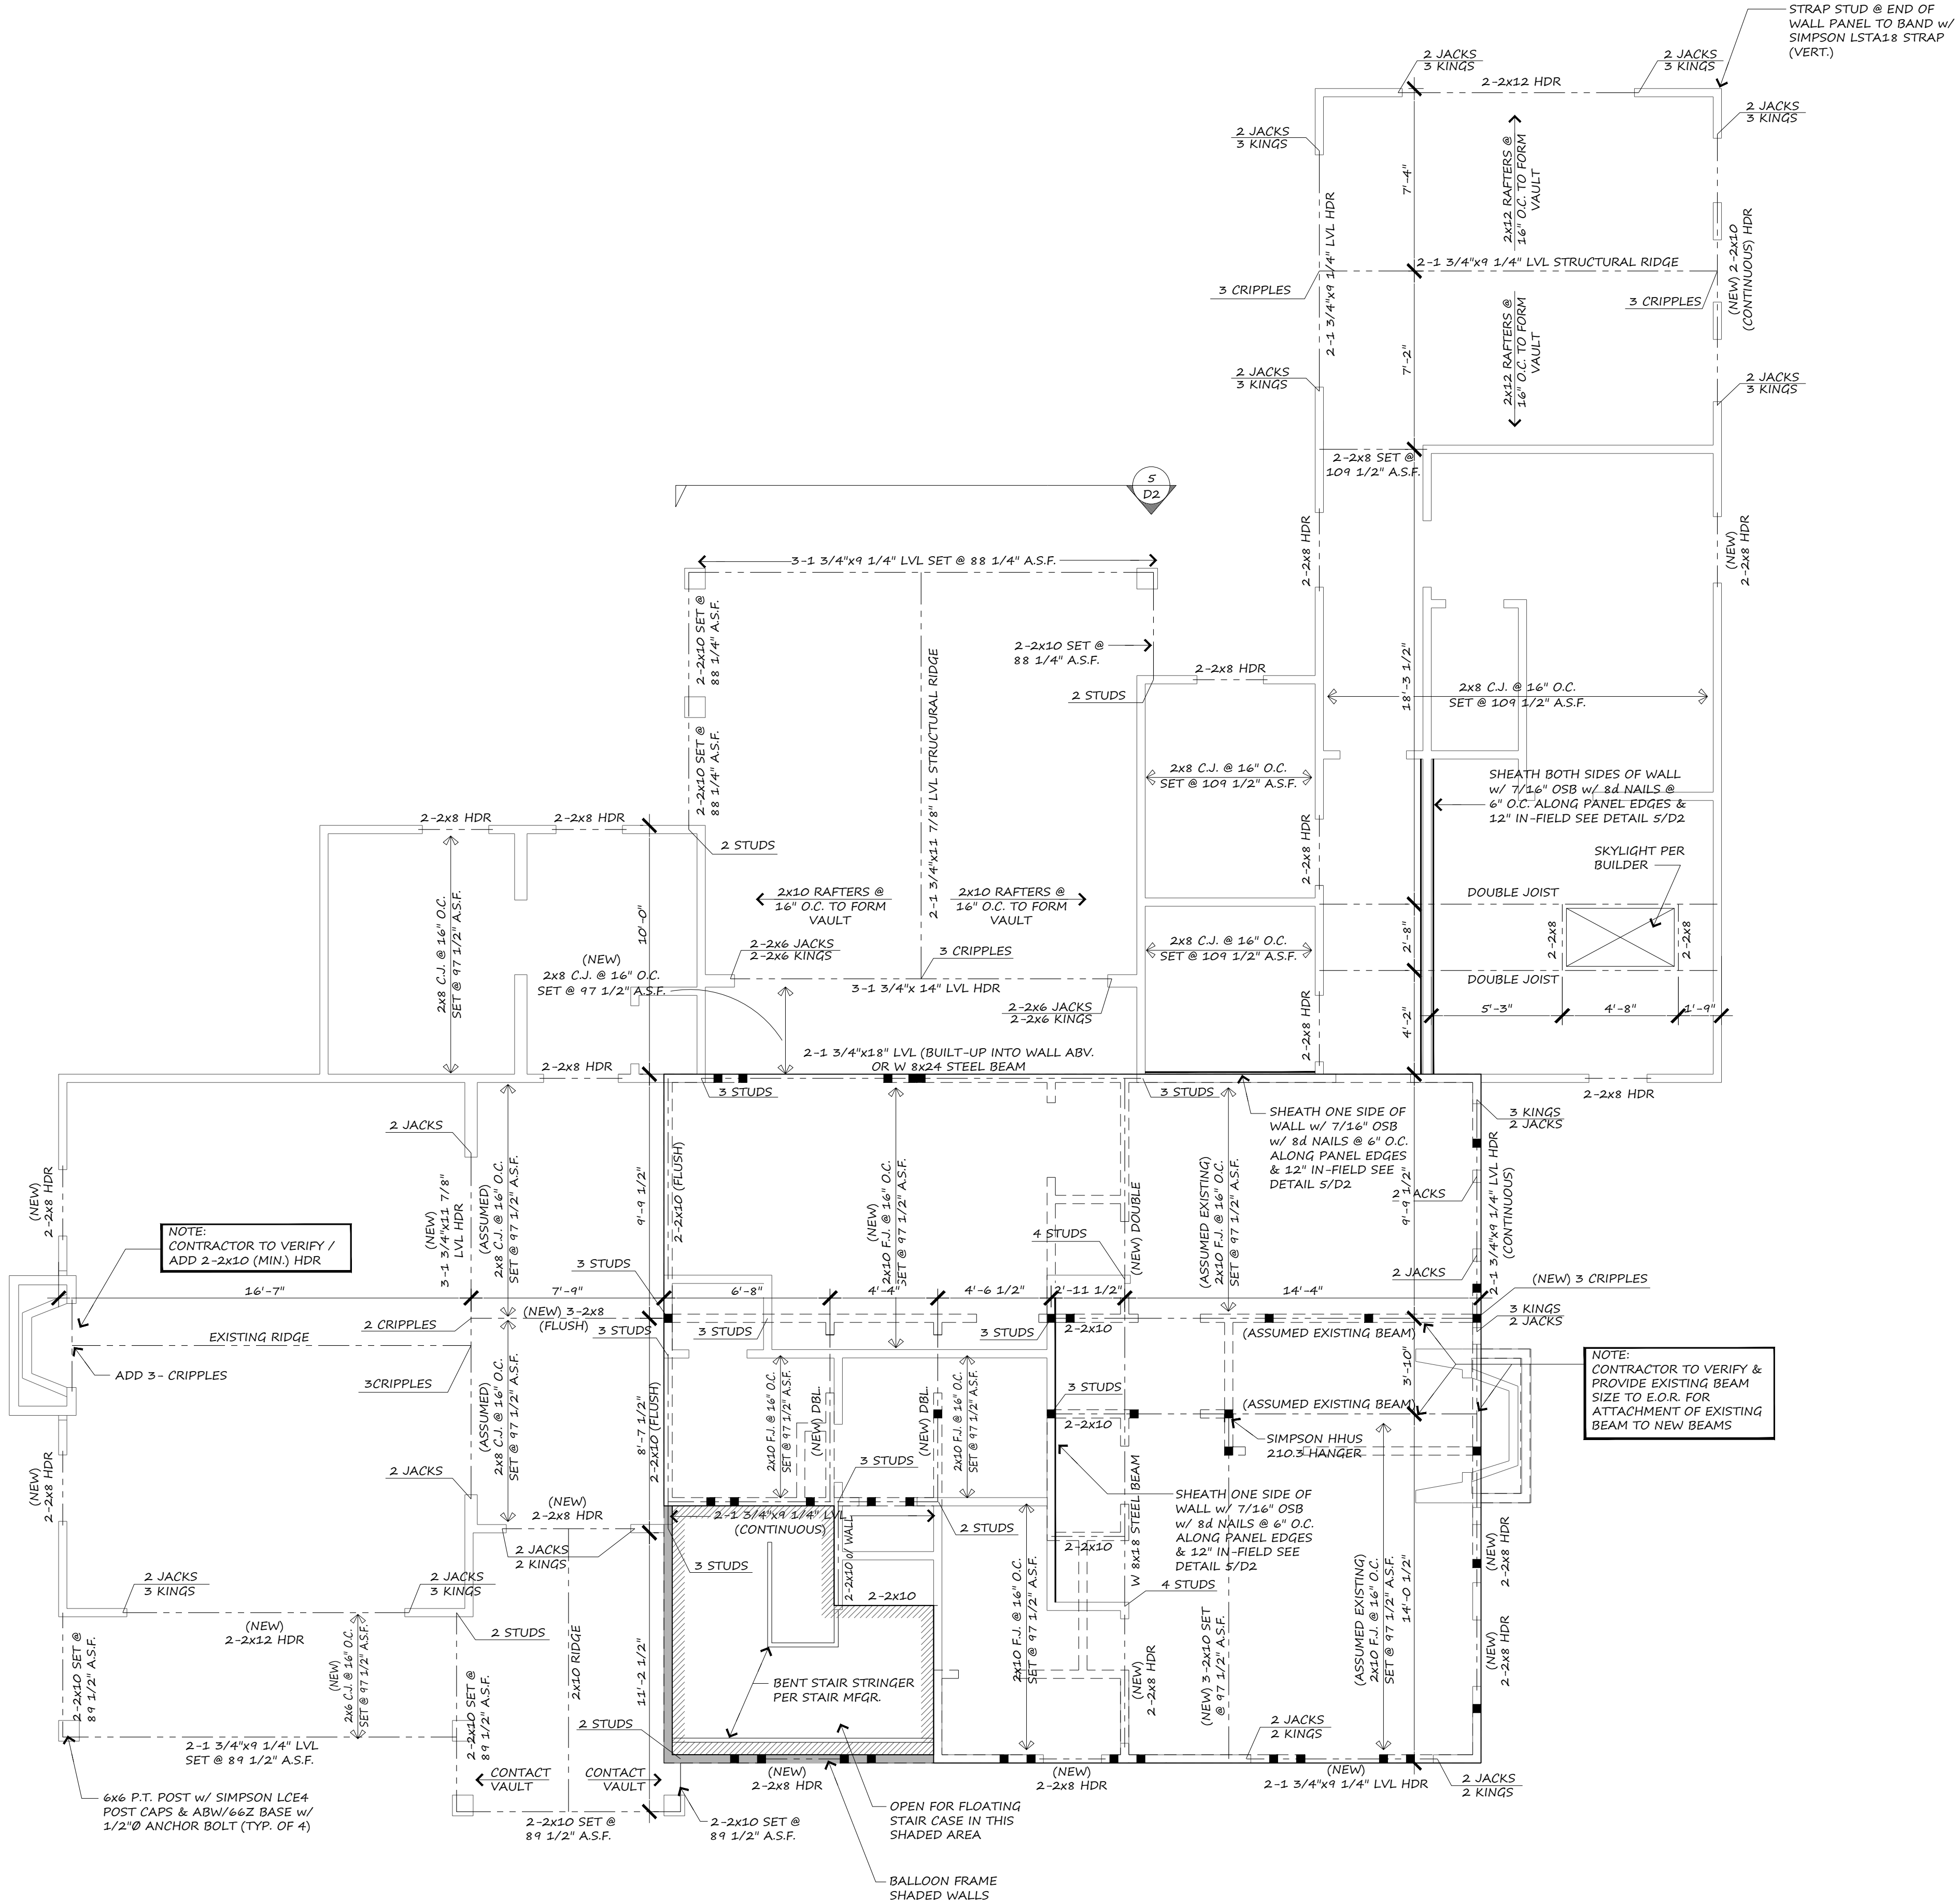 STRAP STUD @ END OF
WALL PANEL TO BAND w/
SIMPSON LSTA18 STRAP
(VERT.)
2 JACKS
3 KINGS
2 JACKS
3 KINGS
2-2x12 HDR
2 JACKS
3 KINGS
2 JACKS
3 KINGS
7'-4"
2x12 RAFTERS @
16" O.C. TO FORM
VAULT
2-1 3/4"x9 1/4" LVL HDR
(NEW) 2-2x10
(CONTINUOUS) HDR
2-1 3/4"x9 1/4" LVL STRUCTURAL RIDGE
3 CRIPPLES
3 CRIPPLES
7'-2"
2x12 RAFTERS @
16" O.C. TO FORM
VAULT
2 JACKS
3 KINGS
2 JACKS
3 KINGS
2-2x8 SET @
109 1/2" A.S.F.
5
D2
2-2x8 HDR
(NEW)
2-2x8 HDR
3-1 3/4"x9 1/4" LVL SET @ 88 1/4" A.S.F.
2-2x10 SET @
88 1/4" A.S.F.
2-2x10 SET @
88 1/4" A.S.F.
2-1 3/4"x11 7/8" LVL STRUCTURAL RIDGE
2-2x8 HDR
2 STUDS
18'-3 1/2"
2x8 C.J. @ 16" O.C.
SET @ 109 1/2" A.S.F.
2-2x10 SET @
88 1/4" A.S.F.
2x8 C.J. @ 16" O.C.
SET @ 109 1/2" A.S.F.
SHEATH BOTH SIDES OF WALL
w/ 7/16" OSB w/ 8d NAILS @
6" O.C. ALONG PANEL EDGES &
12" IN-FIELD SEE DETAIL 5/D2
2-2x8 HDR
2-2x8 HDR
2 STUDS
2-2x8 HDR
SKYLIGHT PER
BUILDER
2x8 C.J. @ 16" O.C.
SET @ 97 1/2" A.S.F.
10'-0"
2x10 RAFTERS @
16" O.C. TO FORM
VAULT
2x10 RAFTERS @
16" O.C. TO FORM
VAULT
DOUBLE JOIST
2'-8"
2-2x8
2-2x8
DOUBLE JOIST
2-2x6 JACKS
2-2x6 KINGS
3 CRIPPLES
2x8 C.J. @ 16" O.C.
SET @ 109 1/2" A.S.F.
(NEW)
2x8 C.J. @ 16" O.C.
SET @ 97 1/2" A.S.F.
3-1 3/4"x 14" LVL HDR
2-2x6 JACKS
2-2x6 KINGS
2-2x8 HDR
4'-2"
5'-3"
4'-8"
1'-9"
2-2x8 HDR
2-1 3/4"x18" LVL (BUILT-UP INTO WALL ABV.
OR W 8x24 STEEL BEAM
3 STUDS
3 STUDS
2-2x8 HDR
SHEATH ONE SIDE OF
WALL w/ 7/16" OSB
w/ 8d NAILS @ 6" O.C.
ALONG PANEL EDGES
& 12" IN-FIELD SEE
DETAIL 5/D2
3 KINGS
2 JACKS
2 JACKS
(NEW)
2-2x8 HDR
(NEW)
3-1 3/4"x11 7/8"
LVL HDR
(ASSUMED)
2x8 C.J. @ 16" O.C.
SET @ 97 1/2" A.S.F.
9'-9 1/2"
2-2x10 (FLUSH)
(NEW)
2x10 F.J. @ 16" O.C.
SET @ 97 1/2" A.S.F.
(NEW) DOUBLE
(ASSUMED EXISTING)
2x10 F.J. @ 16" O.C.
SET @ 97 1/2" A.S.F.
9'-9 1/2"
2 JACKS
2-1 3/4"x9 1/4" LVL HDR
(CONTINUOUS)
NOTE:
CONTRACTOR TO VERIFY /
ADD 2-2x10 (MIN.) HDR
3 STUDS
4 STUDS
2 JACKS
(NEW) 3 CRIPPLES
16'-7"
7'-9"
6'-8"
4'-4"
4'-6 1/2"
2'-11 1/2"
14'-4"
(NEW) 3-2x8
(FLUSH)
2 CRIPPLES
3 STUDS
3 STUDS
3 STUDS
2-2x10
(ASSUMED EXISTING BEAM)
3 KINGS
2 JACKS
EXISTING RIDGE
ADD 3- CRIPPLES
3CRIPPLES
NOTE:
CONTRACTOR TO VERIFY &
PROVIDE EXISTING BEAM
SIZE TO E.O.R. FOR
ATTACHMENT OF EXISTING
BEAM TO NEW BEAMS
(ASSUMED)
2x8 C.J. @ 16" O.C.
SET @ 97 1/2" A.S.F.
8'-7 1/2"
2-2x10 (FLUSH)
2x10 F.J. @ 16" O.C.
SET @ 97 1/2" A.S.F.
(NEW) DBL.
(NEW) DBL.
2x10 F.J. @ 16" O.C.
SET @ 97 1/2" A.S.F.
3 STUDS
2-2x10
3'-10"
(ASSUMED EXISTING BEAM)
SIMPSON HHUS
210.3 HANGER
2 JACKS
3 STUDS
(NEW)
2-2x8 HDR
(NEW)
2-2x8 HDR
2-1 3/4"x9 1/4" LVL
(CONTINUOUS)
2 STUDS
3 STUDS
2-2x10 o/ WALL
W 8x18 STEEL BEAM
2-2x10
SHEATH ONE SIDE OF
WALL w/ 7/16" OSB
w/ 8d NAILS @ 6" O.C.
ALONG PANEL EDGES
& 12" IN-FIELD SEE
DETAIL 5/D2
4 STUDS
2 JACKS
2 KINGS
2 JACKS
3 KINGS
2 JACKS
3 KINGS
2-2x10
2x10 F.J. @ 16" O.C.
SET @ 97 1/2" A.S.F.
(ASSUMED EXISTING)
2x10 F.J. @ 16" O.C.
SET @ 97 1/2" A.S.F.
14'-0 1/2"
(NEW)
2-2x8 HDR
(NEW)
2-2x12 HDR
2 STUDS
2-2x10 SET @
89 1/2" A.S.F.
(NEW)
2x6 C.J. @ 16" O.C.
SET @ 97 1/2" A.S.F.
2-2x10 SET @
89 1/2" A.S.F.
2x10 RIDGE
11'-2 1/2"
BENT STAIR STRINGER
PER STAIR MFGR.
(NEW)
2-2x8 HDR
(NEW) 3-2x10 SET
@ 97 1/2" A.S.F.
(NEW)
2-2x8 HDR
2 STUDS
2 JACKS
2 KINGS
2-1 3/4"x9 1/4" LVL
SET @ 89 1/2" A.S.F.
CONTACT
VAULT
CONTACT
VAULT
(NEW)
2-2x8 HDR
(NEW)
2-2x8 HDR
(NEW)
2-1 3/4"x9 1/4" LVL HDR
2 JACKS
2 KINGS
6x6 P.T. POST w/ SIMPSON LCE4
POST CAPS & ABW/66Z BASE w/
1/2"Ø ANCHOR BOLT (TYP. OF 4)
2-2x10 SET @
89 1/2" A.S.F.
2-2x10 SET @
89 1/2" A.S.F.
OPEN FOR FLOATING
STAIR CASE IN THIS
SHADED AREA
BALLOON FRAME
SHADED WALLS